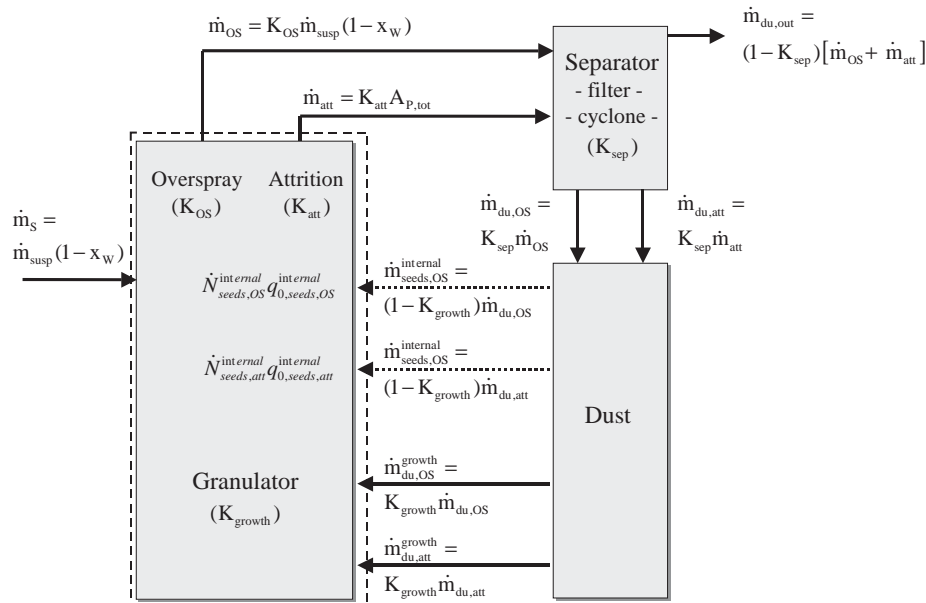 ṁ_OS = K_OS ṁ_susp (1 - x_W)
ṁ_du,out =
(1 - K_sep)[ṁ_OS + ṁ_att]
Separator
- filter -
- cyclone -
(K_sep)
ṁ_att = K_att A_P,tot
Overspray
(K_OS)
Attrition
(K_att)
ṁ_S =
ṁ_susp (1 - x_W)
ṁ_du,OS =
K_sep ṁ_OS
ṁ_du,att =
K_sep ṁ_att
Ṅ^internal_seeds,OS q^internal_0,seeds,OS
ṁ^internal_seeds,OS =
(1 - K_growth) ṁ_du,OS
Ṅ^internal_seeds,att q^internal_0,seeds,att
ṁ^internal_seeds,OS =
(1 - K_growth) ṁ_du,att
Dust
Granulator
(K_growth)
ṁ^growth_du,OS =
K_growth ṁ_du,OS
ṁ^growth_du,att =
K_growth ṁ_du,att